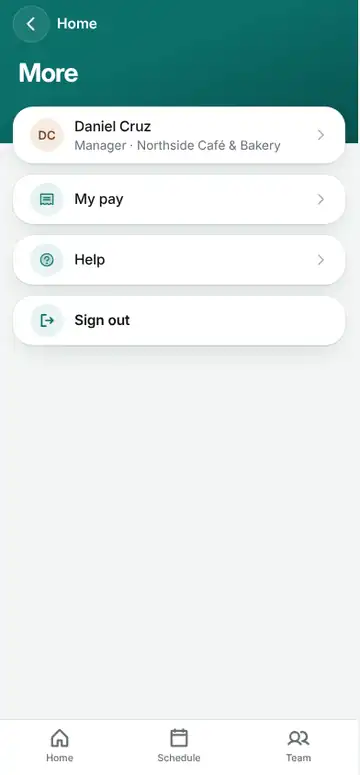 Home
More
DC
Daniel Cruz
Manager · Northside Café & Bakery
My pay
Help
Sign out
Home
Schedule
Team